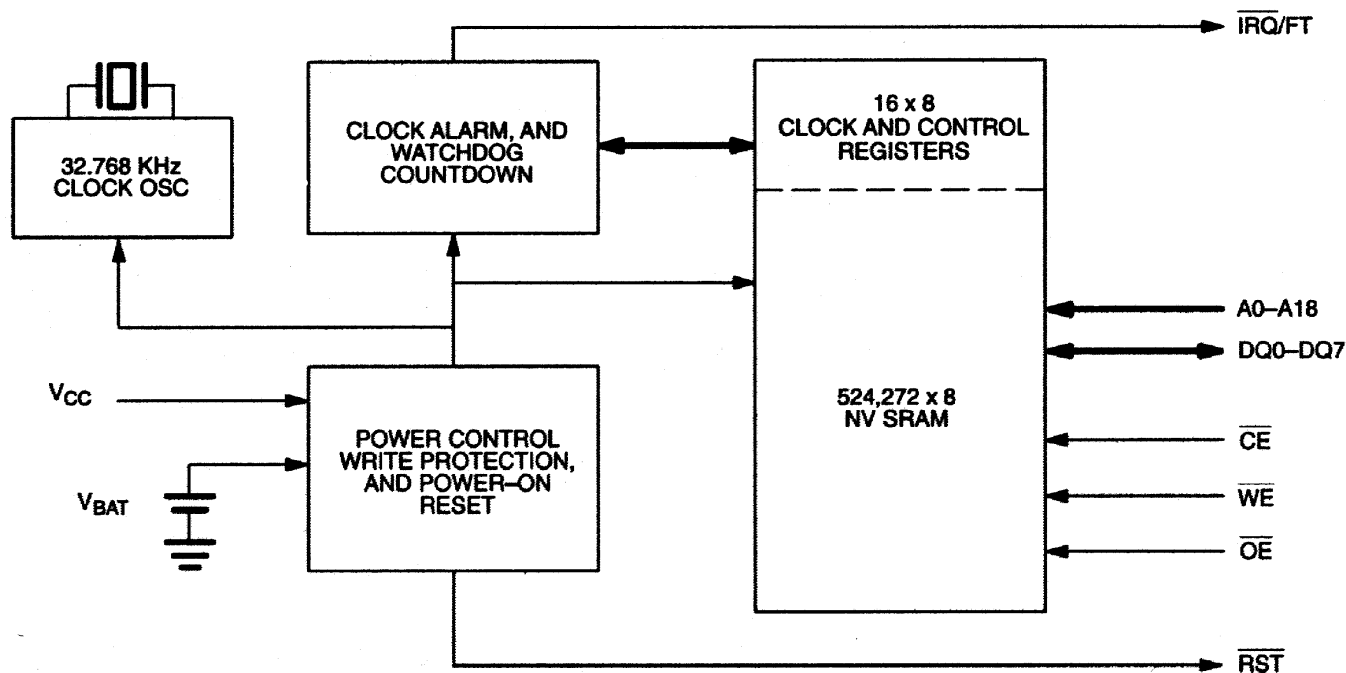 IRQ/FT
32.768 KHz
CLOCK OSC
CLOCK ALARM, AND
WATCHDOG
COUNTDOWN
16 x 8
CLOCK AND CONTROL
REGISTERS
A0–A18
DQ0–DQ7
524,272 x 8
NV SRAM
CE
WE
OE
VCC
VBAT
POWER CONTROL
WRITE PROTECTION,
AND POWER–ON
RESET
RST